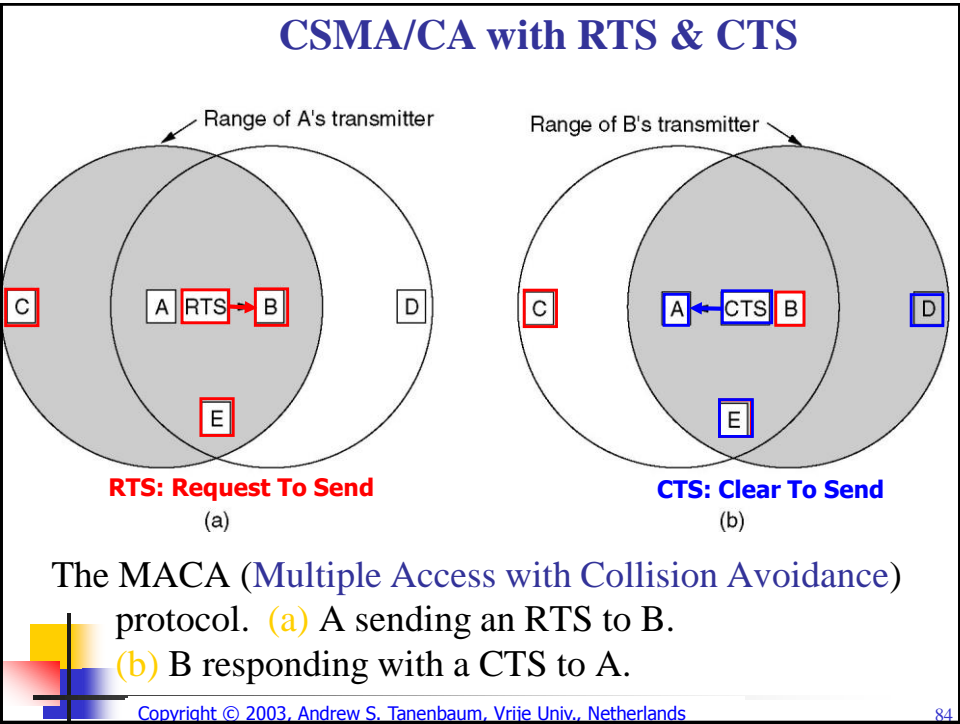 CSMA/CA with RTS & CTS
Range of A's transmitter
Range of B's transmitter
C
A
RTS
B
D
E
C
A
CTS
B
D
E
RTS: Request To Send
CTS: Clear To Send
(a)
(b)
The MACA (Multiple Access with Collision Avoidance)
protocol. (a) A sending an RTS to B.
(b) B responding with a CTS to A.
Copyright © 2003, Andrew S. Tanenbaum, Vrije Univ., Netherlands
84